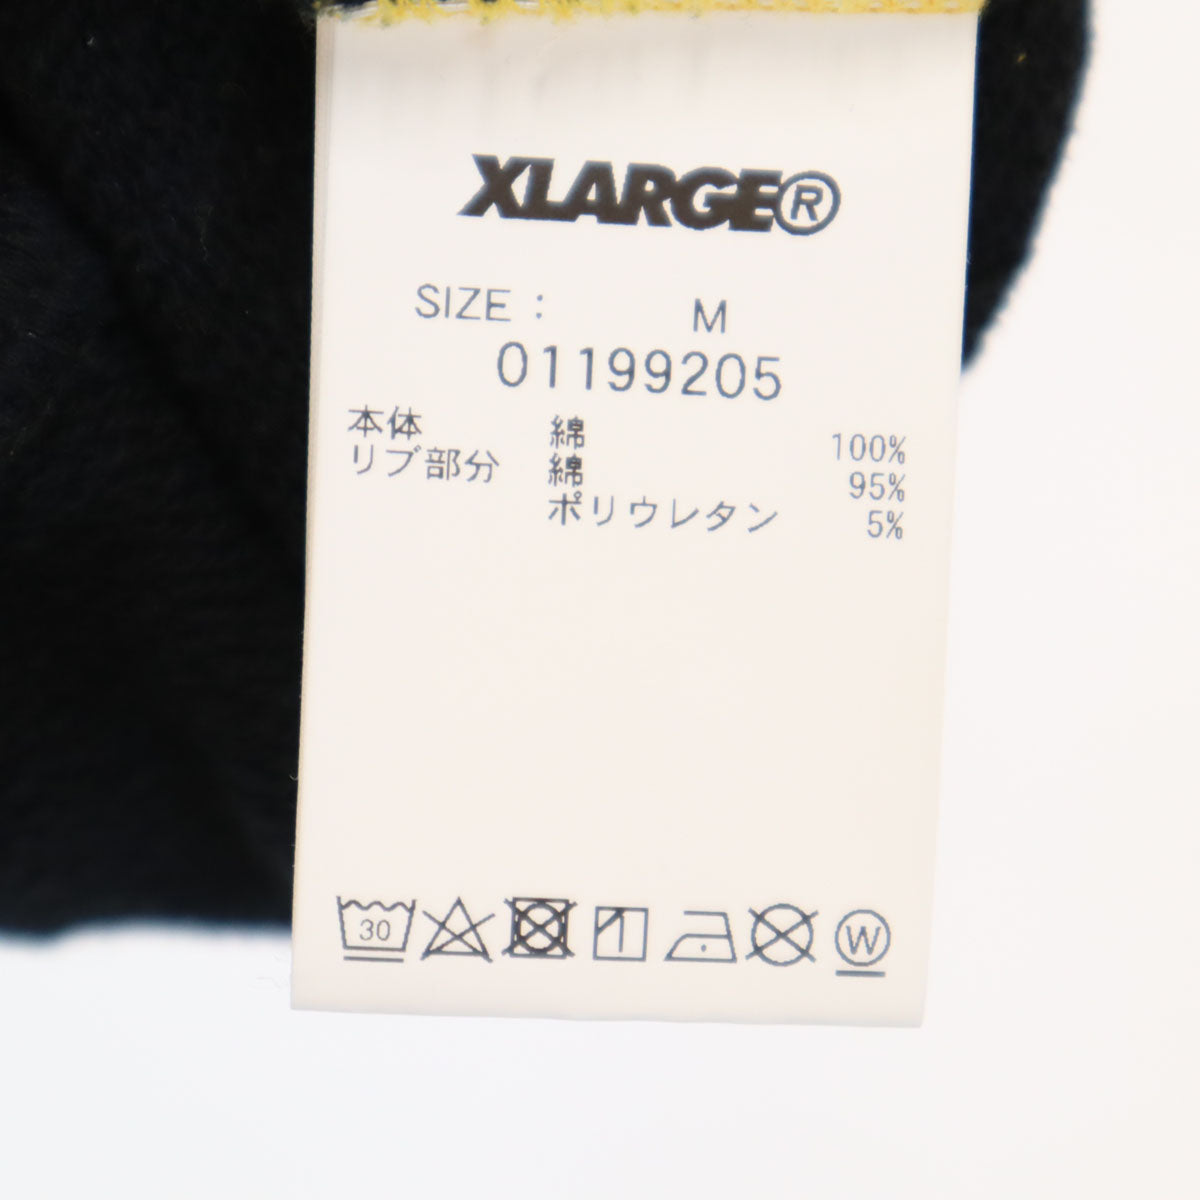 XLARGE®
SIZE : M
01199205
本体 綿 100%
リブ部分 綿 95%
ポリウレタン 5%
30
W